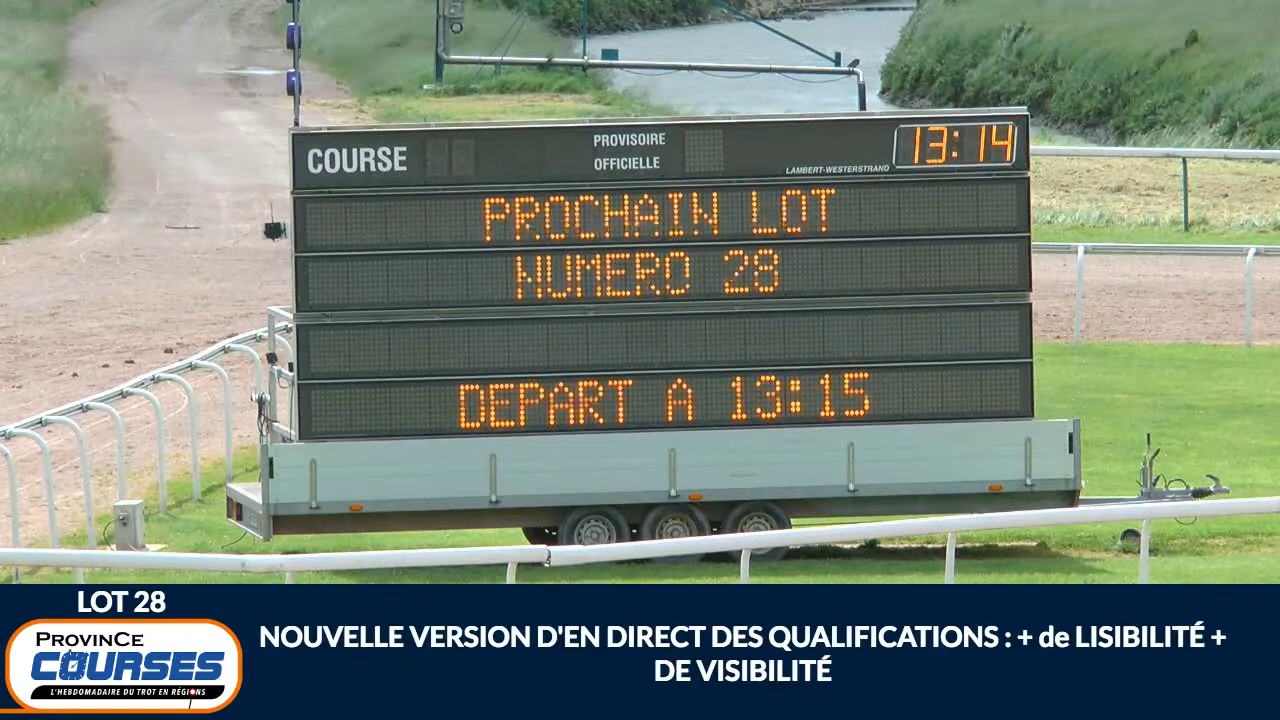 COURSE
PROVISOIRE
OFFICIELLE
LAMBERT-WESTERSTRAND
13:14
PROCHAIN LOT
NUMERO 28
DEPART A 13:15
LOT 28
PROVINCE
COURSES
L'HEBDOMADAIRE DU TROT EN RÉGIONS
NOUVELLE VERSION D'EN DIRECT DES QUALIFICATIONS : + de LISIBILITÉ +
DE VISIBILITÉ